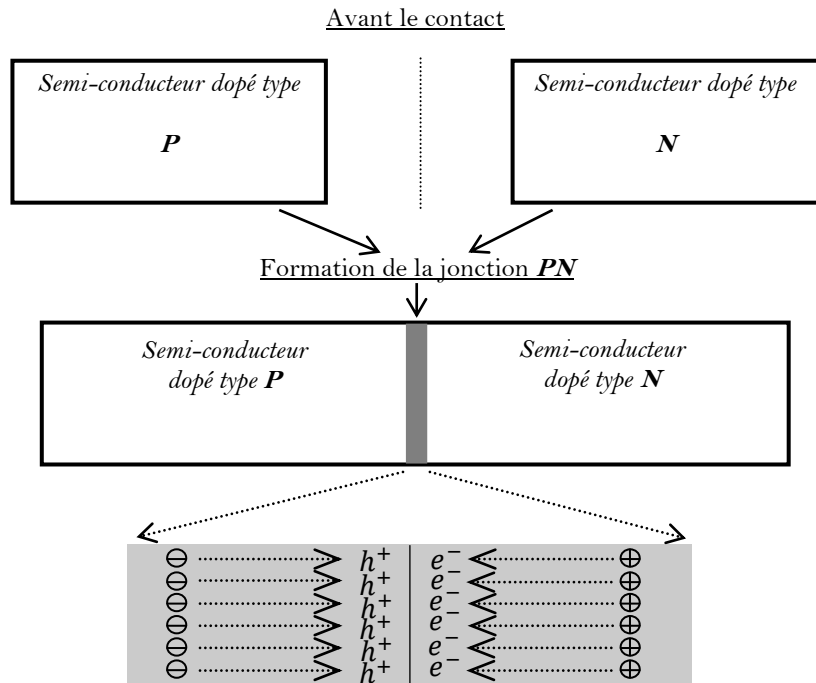 Avant le contact
Semi-conducteur dopé type
P
Semi-conducteur dopé type
N
Formation de la jonction PN
Semi-conducteur
dopé type P
Semi-conducteur
dopé type N
⊖ h⁺ e⁻ ⊕
⊖ h⁺ e⁻ ⊕
⊖ h⁺ e⁻ ⊕
⊖ h⁺ e⁻ ⊕
⊖ h⁺ e⁻ ⊕
⊖ h⁺ e⁻ ⊕